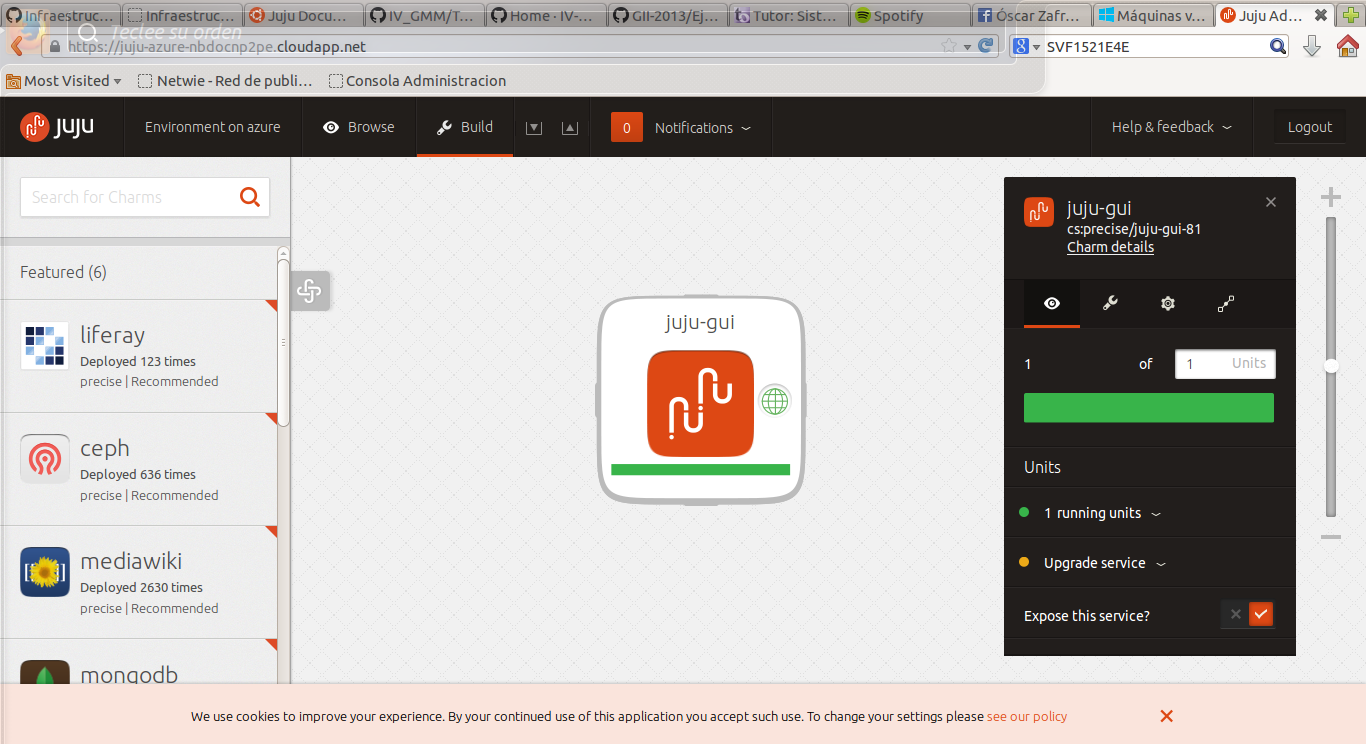 Infraestruc...
Infraestruc...
Juju Docu...
IV_GMM/T...
Home · IV-...
GII-2013/Ej...
Tutor: Sist...
Spotify
Óscar Zafr...
Máquinas v...
Juju Ad...
Teclee su orden
https://juju-azure-nbdocnp2pe.cloudapp.net
SVF1521E4E
Most Visited
Netwie - Red de publi...
Consola Administracion
juju
Environment on azure
Browse
Build
0
Notifications
Help & feedback
Logout
Search for Charms
Featured (6)
liferay
Deployed 123 times
precise | Recommended
ceph
Deployed 636 times
precise | Recommended
mediawiki
Deployed 2630 times
precise | Recommended
mongodb
juju-gui
juju-gui
cs:precise/juju-gui-81
Charm details
1 of 1 Units
Units
1 running units
Upgrade service
Expose this service?
We use cookies to improve your experience. By your continued use of this application you accept such use. To change your settings please see our policy